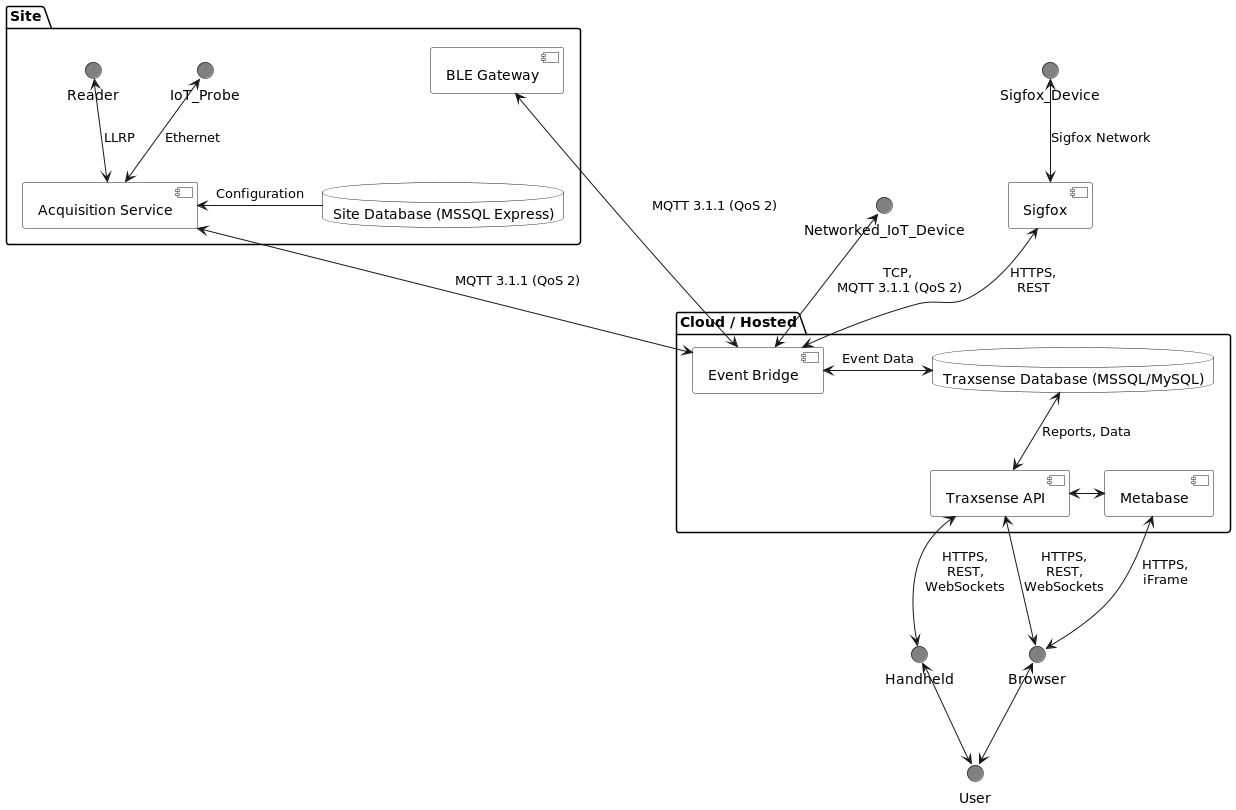 Site
BLE Gateway
Reader
IoT_Probe
Sigfox_Device
LLRP
Ethernet
Sigfox Network
Configuration
Acquisition Service
Site Database (MSSQL Express)
MQTT 3.1.1 (QoS 2)
Sigfox
Networked_IoT_Device
MQTT 3.1.1 (QoS 2)
TCP,
MQTT 3.1.1 (QoS 2)
HTTPS,
REST
Cloud / Hosted
Event Bridge
Event Data
Traxsense Database (MSSQL/MySQL)
Reports, Data
Traxsense API
Metabase
HTTPS,
REST,
WebSockets
HTTPS,
REST,
WebSockets
HTTPS,
iFrame
Handheld
Browser
User